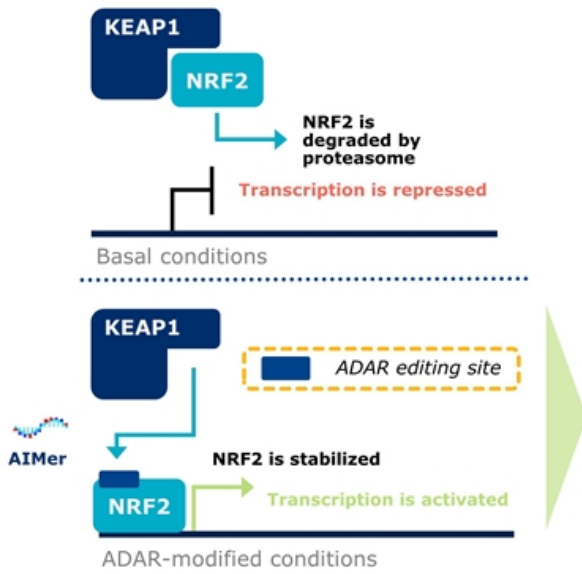 KEAP1
NRF2
NRF2 is
degraded by
proteasome
Transcription is repressed
Basal conditions
KEAP1
ADAR editing site
AIMer
NRF2 is stabilized
NRF2
Transcription is activated
ADAR-modified conditions